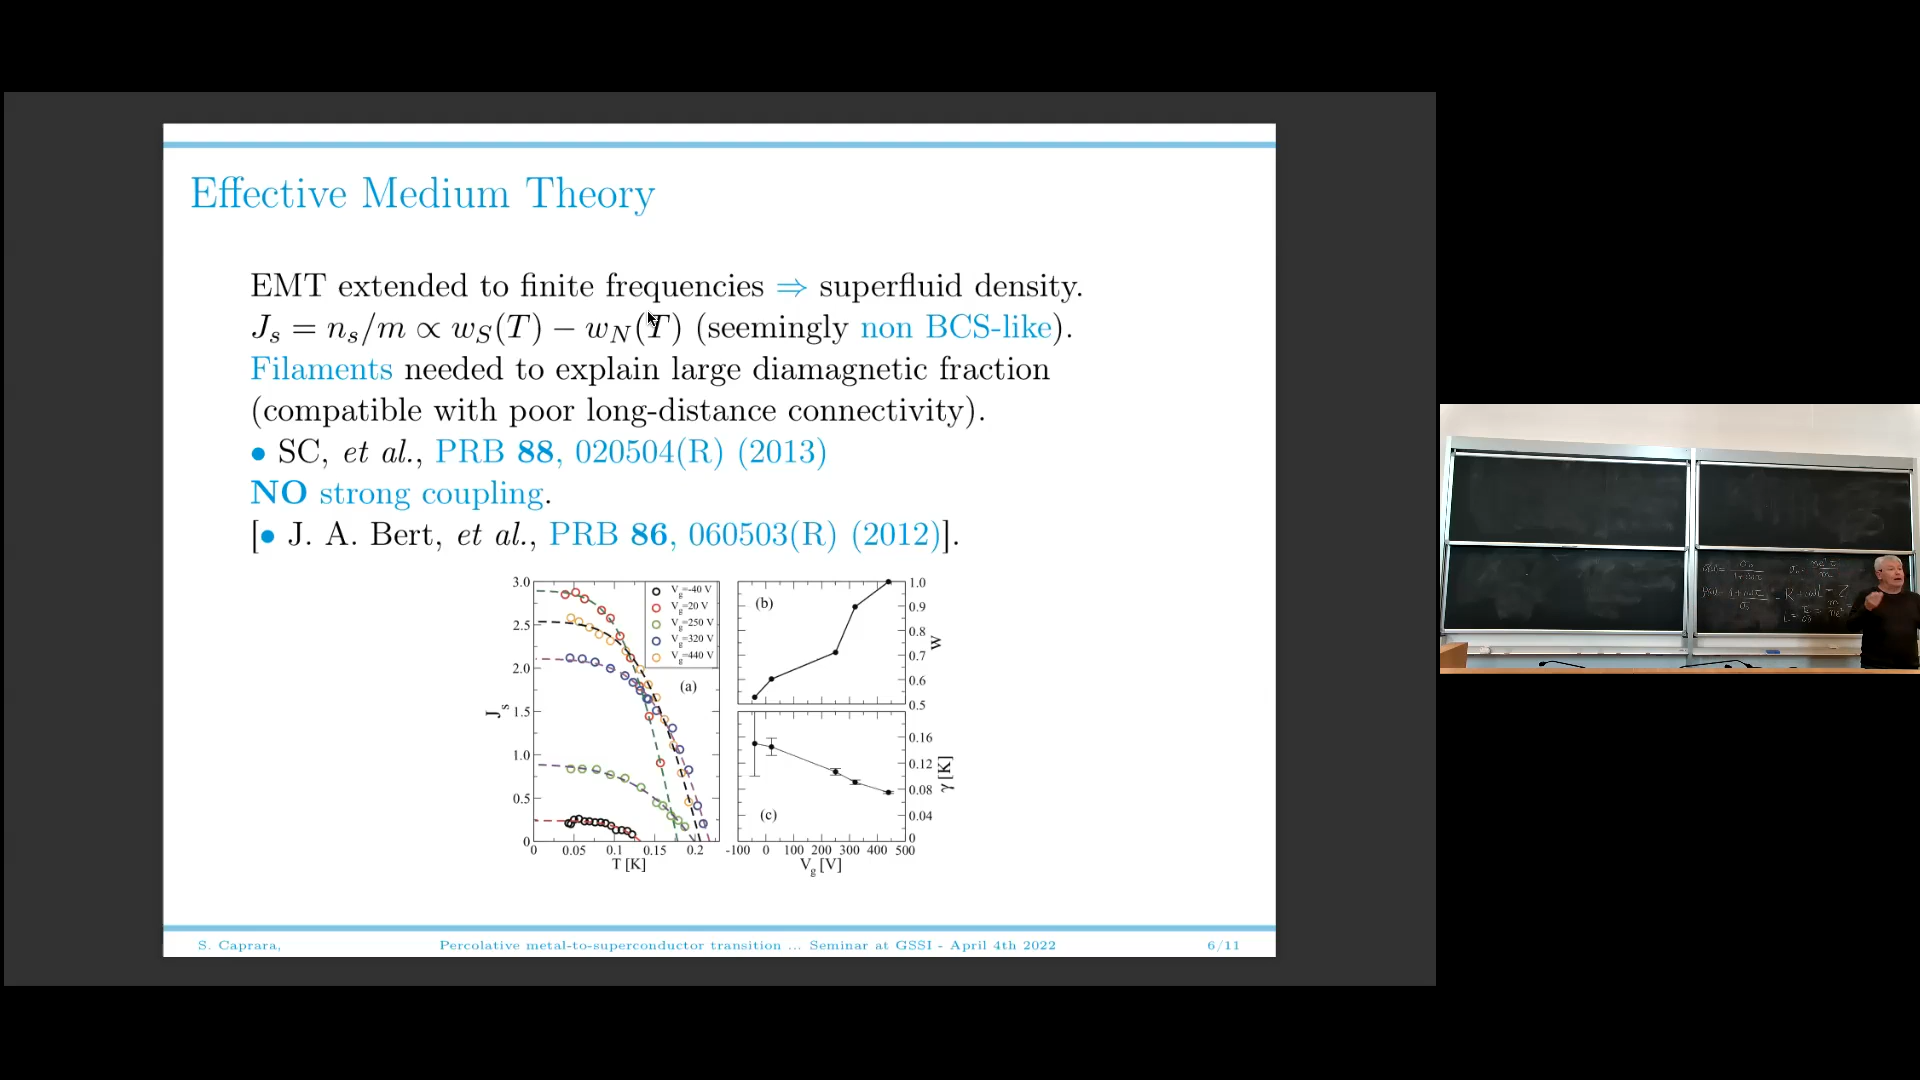 Effective Medium Theory
EMT extended to finite frequencies ⇒ superfluid density.
J_s = n_s/m ∝ w_S(T) − w_N(T) (seemingly non BCS-like).
Filaments needed to explain large diamagnetic fraction
(compatible with poor long-distance connectivity).
• SC, et al., PRB 88, 020504(R) (2013)
NO strong coupling.
[• J. A. Bert, et al., PRB 86, 060503(R) (2012)].
3.0
2.5
2.0
1.5
1.0
0.5
0
J_s
V_g=-40 V
V_g=20 V
V_g=250 V
V_g=320 V
V_g=440 V
(a)
0 0.05 0.1 0.15 0.2
T [K]
(b)
1.0
0.9
0.8
0.7
0.6
0.5
w
(c)
0.16
0.12
0.08
0.04
0
γ [K]
-100 0 100 200 300 400 500
V_g [V]
S. Caprara, Percolative metal-to-superconductor transition ... Seminar at GSSI - April 4th 2022 6/11